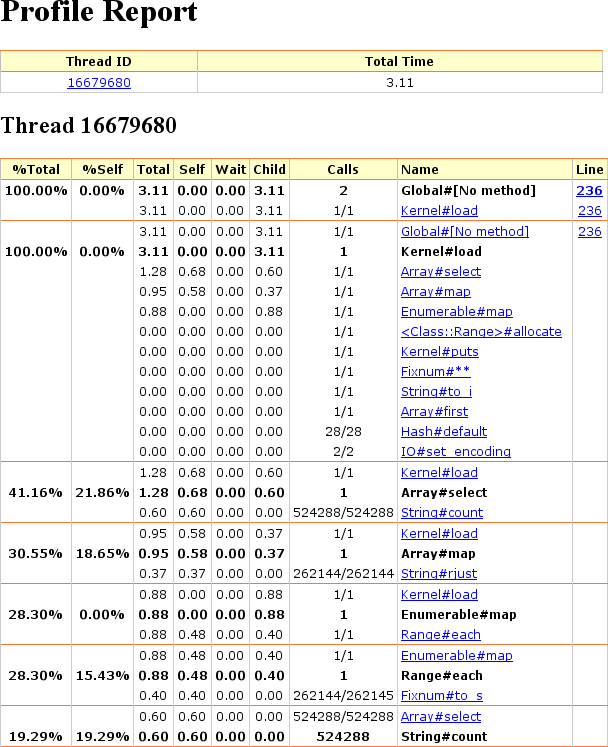 Profile Report
Thread ID Total Time
16679680 3.11
Thread 16679680
%Total %Self Total Self Wait Child Calls Name Line
100.00% 0.00% 3.11 0.00 0.00 3.11 2 Global#[No method] 236
3.11 0.00 0.00 3.11 1/1 Kernel#load 236
3.11 0.00 0.00 3.11 1/1 Global#[No method] 236
100.00% 0.00% 3.11 0.00 0.00 3.11 1 Kernel#load
1.28 0.68 0.00 0.60 1/1 Array#select
0.95 0.58 0.00 0.37 1/1 Array#map
0.88 0.00 0.00 0.88 1/1 Enumerable#map
0.00 0.00 0.00 0.00 1/1 <Class::Range>#allocate
0.00 0.00 0.00 0.00 1/1 Kernel#puts
0.00 0.00 0.00 0.00 1/1 Fixnum#**
0.00 0.00 0.00 0.00 1/1 String#to_i
0.00 0.00 0.00 0.00 1/1 Array#first
0.00 0.00 0.00 0.00 28/28 Hash#default
0.00 0.00 0.00 0.00 2/2 IO#set_encoding
1.28 0.68 0.00 0.60 1/1 Kernel#load
41.16% 21.86% 1.28 0.68 0.00 0.60 1 Array#select
0.60 0.60 0.00 0.00 524288/524288 String#count
0.95 0.58 0.00 0.37 1/1 Kernel#load
30.55% 18.65% 0.95 0.58 0.00 0.37 1 Array#map
0.37 0.37 0.00 0.00 262144/262144 String#rjust
0.88 0.00 0.00 0.88 1/1 Kernel#load
28.30% 0.00% 0.88 0.00 0.00 0.88 1 Enumerable#map
0.88 0.48 0.00 0.40 1/1 Range#each
0.88 0.48 0.00 0.40 1/1 Enumerable#map
28.30% 15.43% 0.88 0.48 0.00 0.40 1 Range#each
0.40 0.40 0.00 0.00 262144/262145 Fixnum#to_s
0.60 0.60 0.00 0.00 524288/524288 Array#select
19.29% 19.29% 0.60 0.60 0.00 0.00 524288 String#count